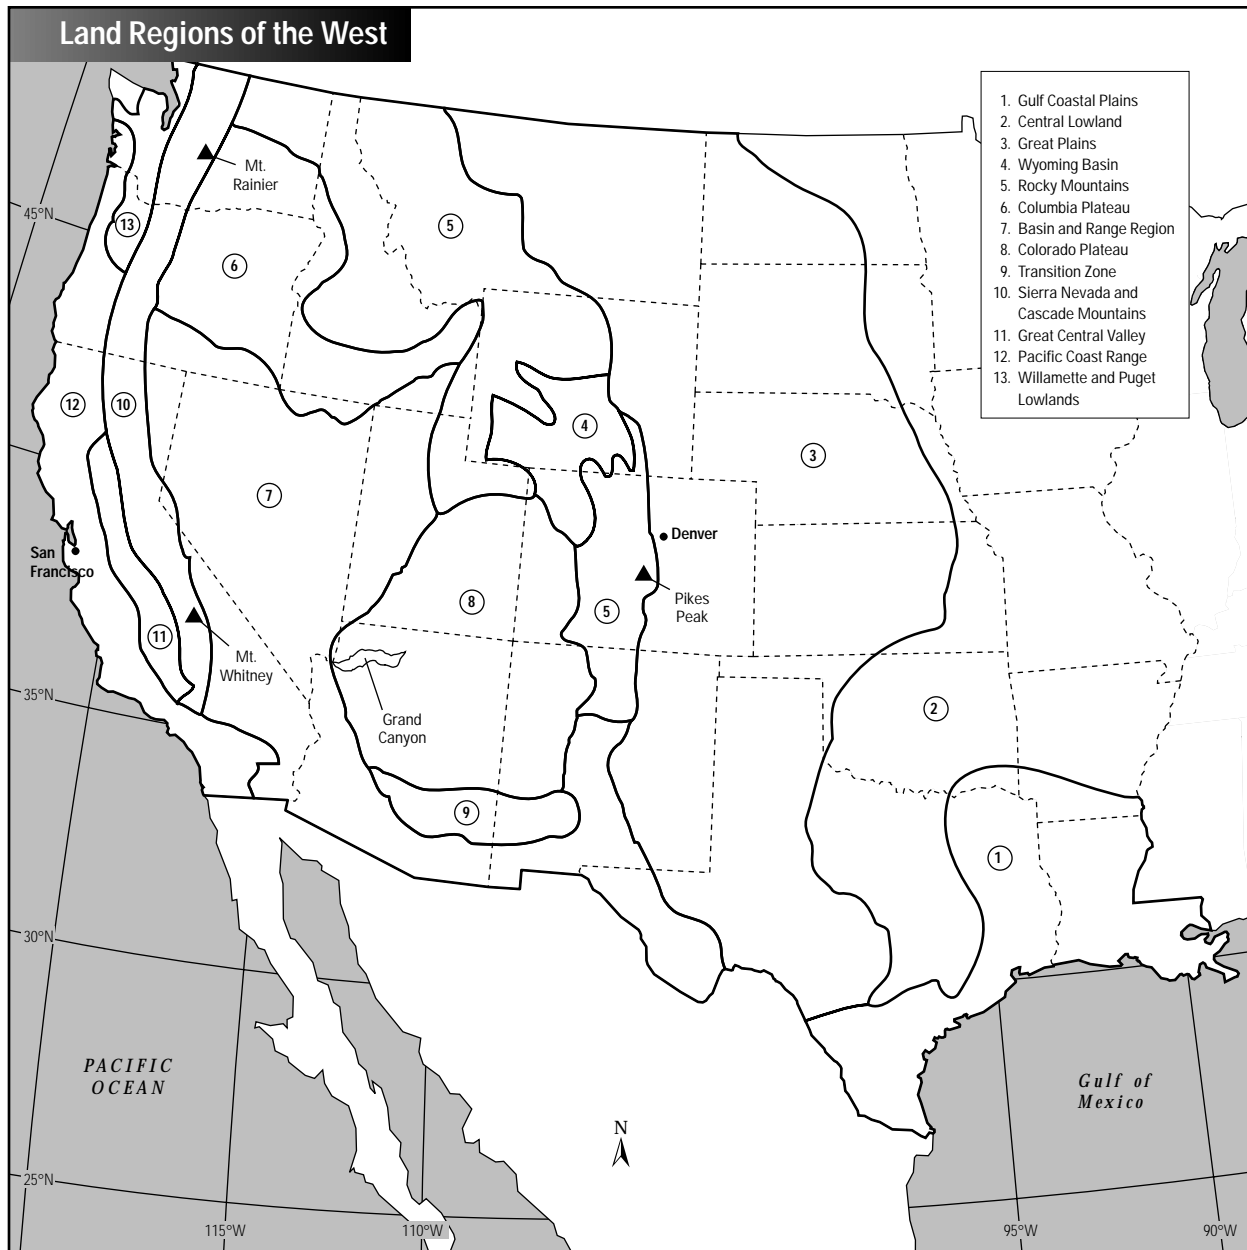 Land Regions of the West
1. Gulf Coastal Plains
2. Central Lowland
3. Great Plains
4. Wyoming Basin
5. Rocky Mountains
6. Columbia Plateau
7. Basin and Range Region
8. Colorado Plateau
9. Transition Zone
10. Sierra Nevada and
Cascade Mountains
11. Great Central Valley
12. Pacific Coast Range
13. Willamette and Puget
Lowlands
Mt.
Rainier
45°N
13
5
6
12
10
4
3
7
San
Francisco
Denver
Pikes
Peak
8
5
11
Mt.
Whitney
35°N
Grand
Canyon
2
9
1
30°N
PACIFIC
OCEAN
Gulf of
Mexico
N
25°N
115°W
110°W
95°W
90°W